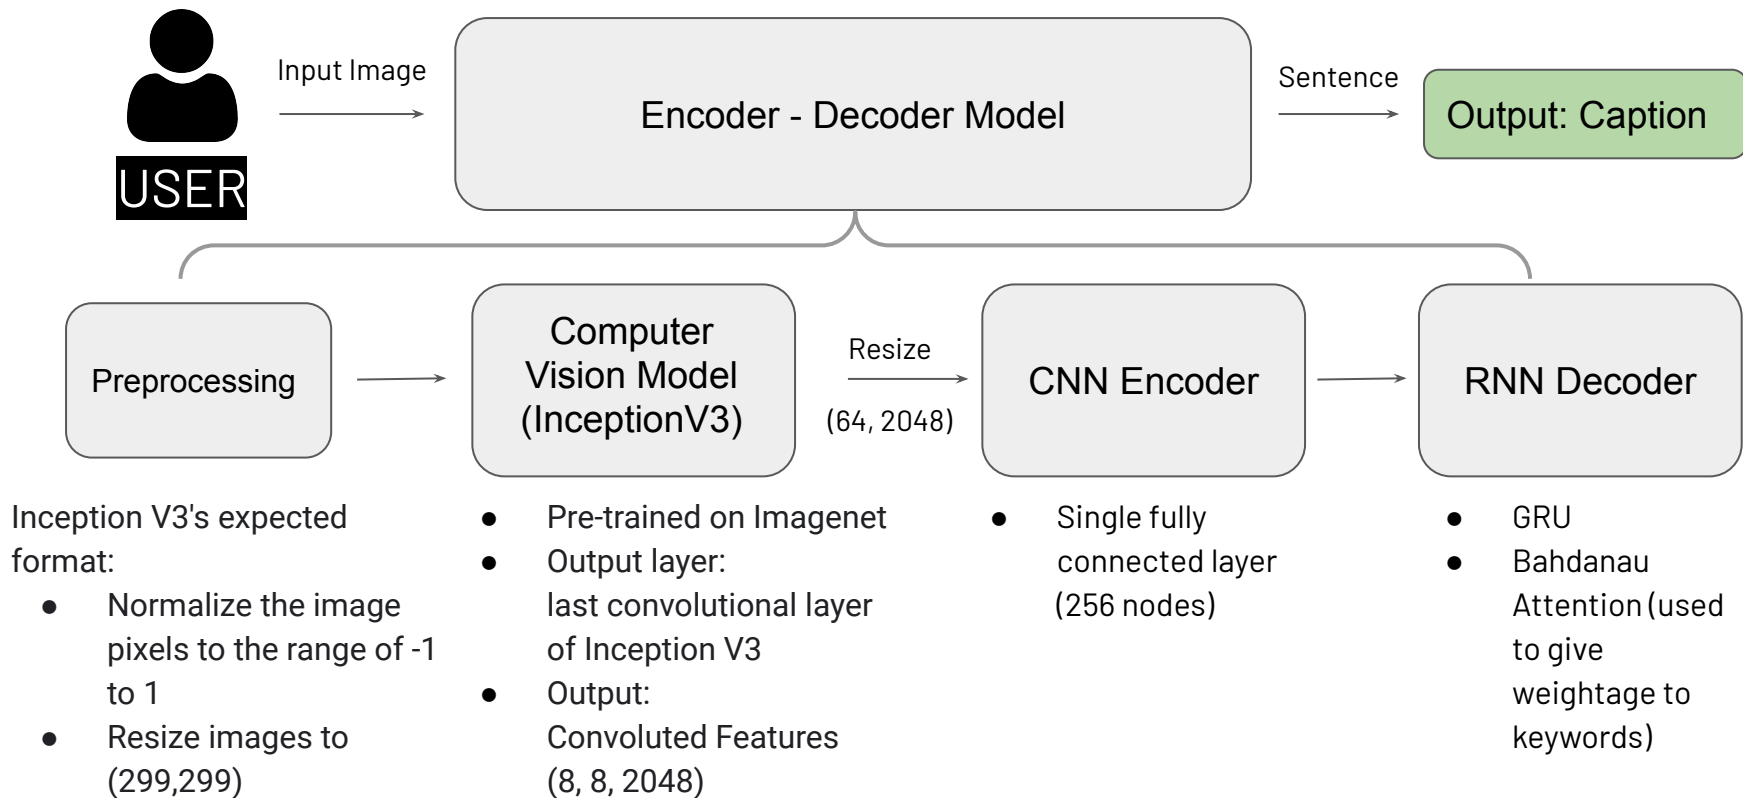 Input Image
USER
Encoder - Decoder Model
Sentence
Output: Caption
Preprocessing
Computer
Vision Model
(InceptionV3)
Resize
(64, 2048)
CNN Encoder
RNN Decoder
Inception V3's expected
format:
● Normalize the image
pixels to the range of -1
to 1
● Resize images to
(299,299)
● Pre-trained on Imagenet
● Output layer:
last convolutional layer
of Inception V3
● Output:
Convoluted Features
(8, 8, 2048)
● Single fully
connected layer
(256 nodes)
● GRU
● Bahdanau
Attention (used
to give
weightage to
keywords)